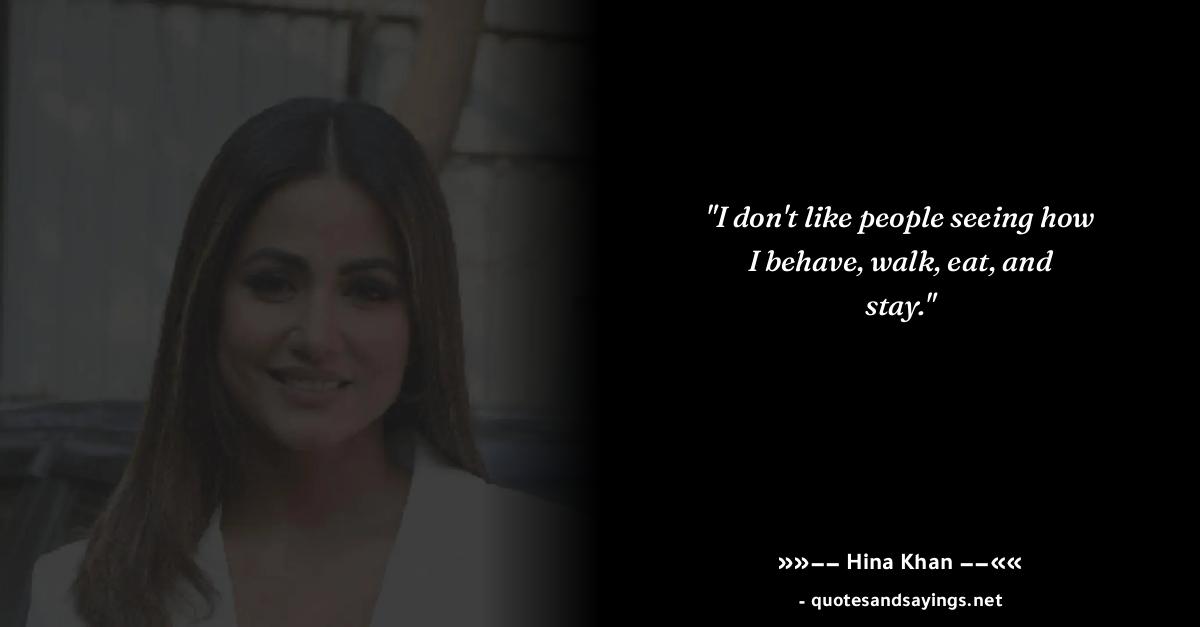 "I don't like people seeing how
I behave, walk, eat, and
stay."
»»−− Hina Khan −−««
- quotesandsayings.net